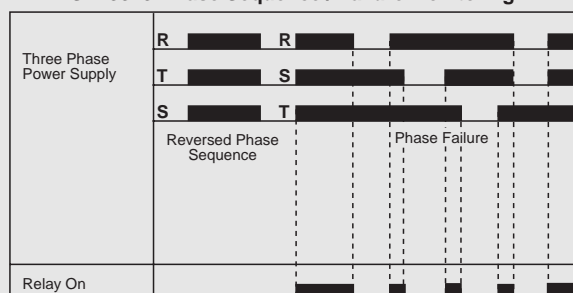 Three Phase
Power Supply
R R
T S
S T
Reversed Phase
Sequence
Phase Failure
Relay On